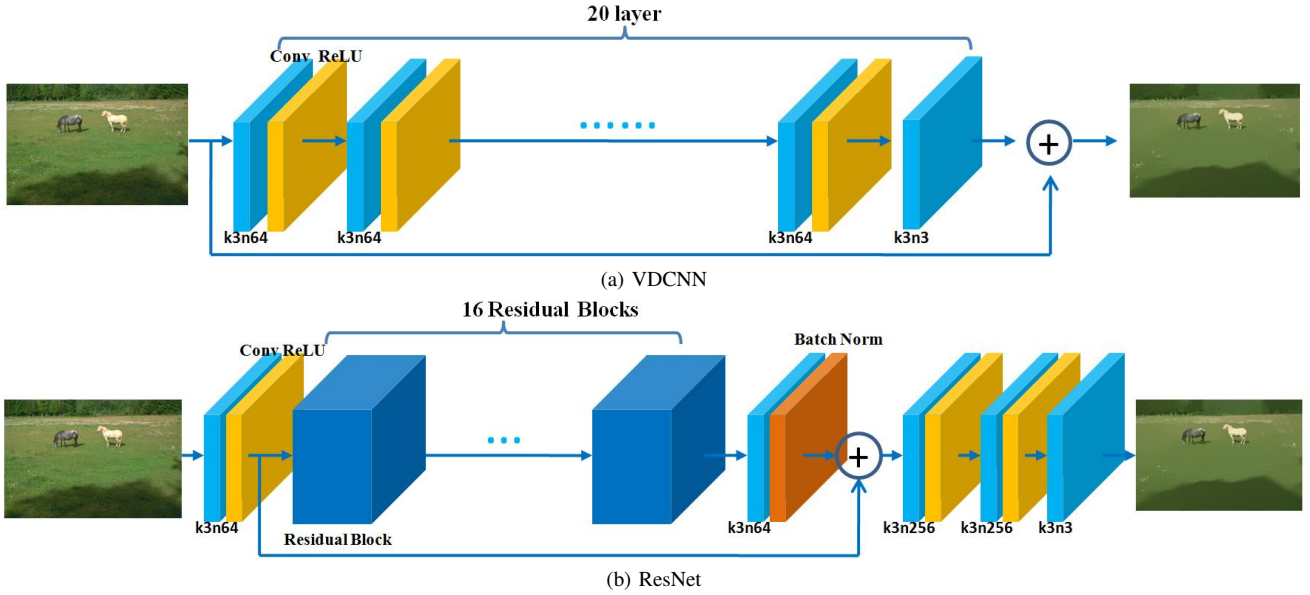 20 layer
Conv ReLU
k3n64
k3n64
k3n64
k3n3
+
(a) VDCNN
16 Residual Blocks
Conv ReLU
Batch Norm
+
k3n64
Residual Block
k3n64
k3n256
k3n256
k3n3
(b) ResNet